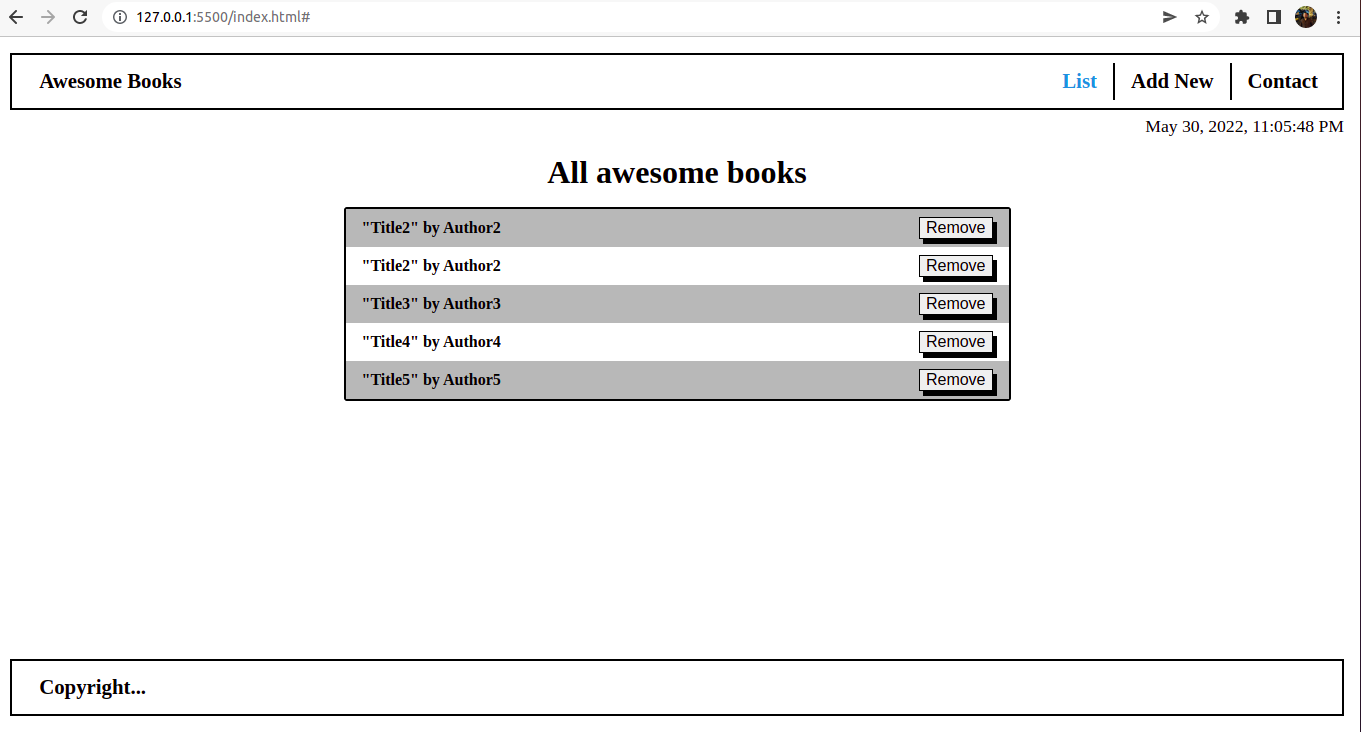 127.0.0.1:5500/index.html#
Awesome Books List Add New Contact
May 30, 2022, 11:05:48 PM
All awesome books
"Title2" by Author2 Remove
"Title2" by Author2 Remove
"Title3" by Author3 Remove
"Title4" by Author4 Remove
"Title5" by Author5 Remove
Copyright...